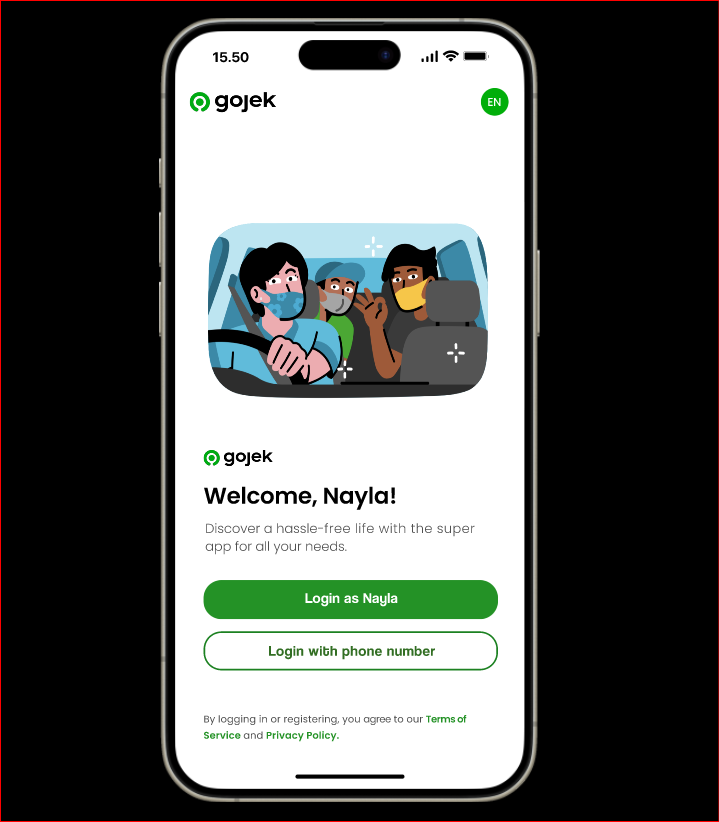 15.50
gojek
EN
gojek
Welcome, Nayla!
Discover a hassle-free life with the super
app for all your needs.
Login as Nayla
Login with phone number
By logging in or registering, you agree to our Terms of
Service and Privacy Policy.